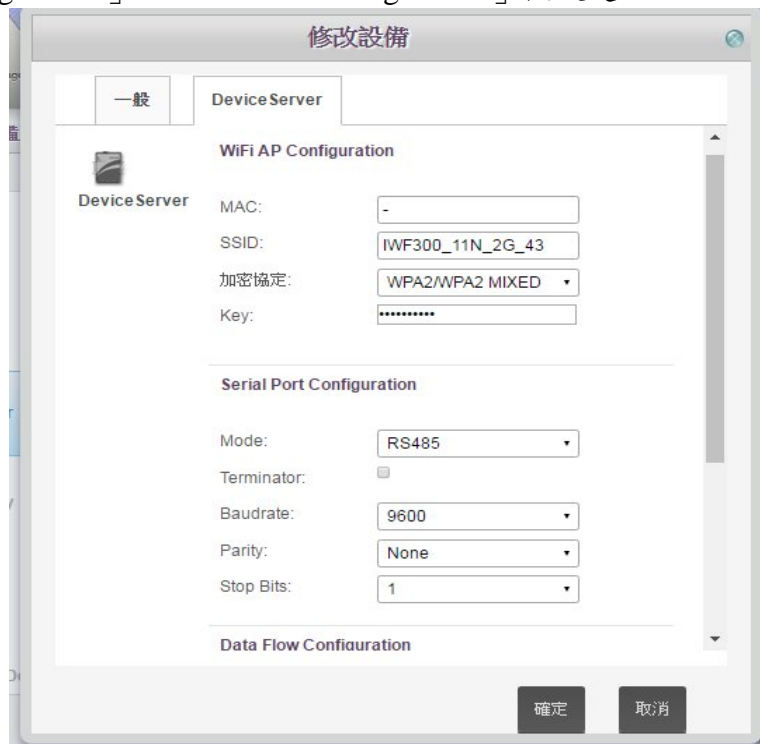 修改設備
一般
DeviceServer
DeviceServer
WiFi AP Configuration
MAC: -
SSID: IWF300_11N_2G_43
加密協定: WPA2/WPA2 MIXED
Key: ••••••••••
Serial Port Configuration
Mode: RS485
Terminator:
Baudrate: 9600
Parity: None
Stop Bits: 1
Data Flow Configuration
確定
取消